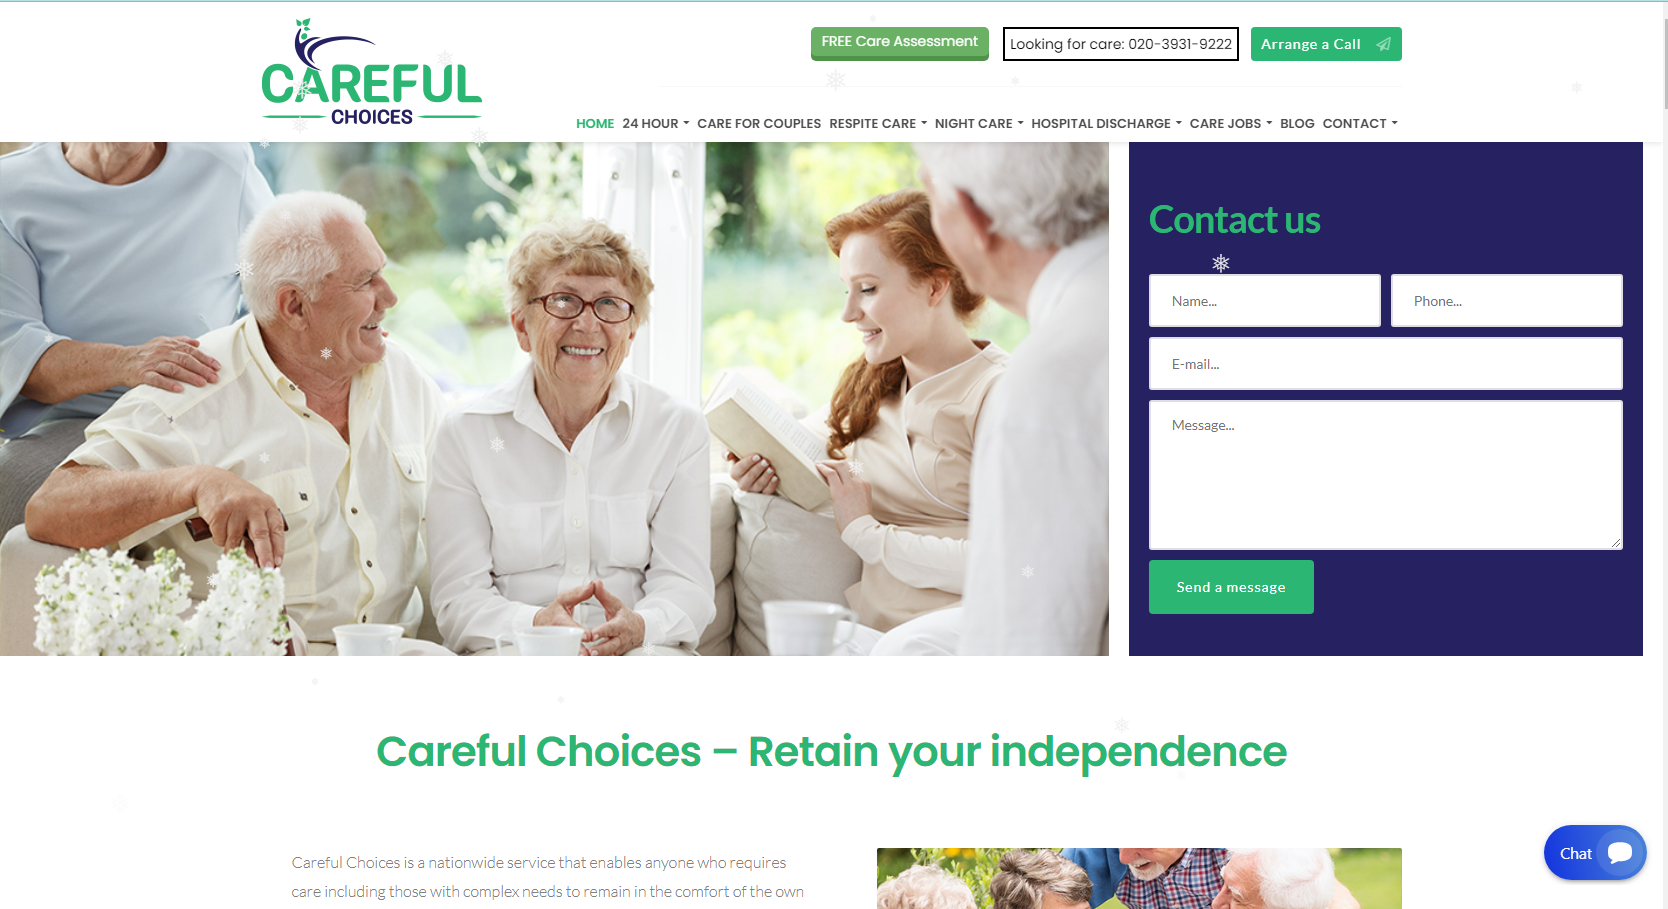 CAREFUL
CHOICES
FREE Care Assessment
Looking for care: 020-3931-9222
Arrange a Call
HOME 24 HOUR CARE FOR COUPLES RESPITE CARE NIGHT CARE HOSPITAL DISCHARGE CARE JOBS BLOG CONTACT
Contact us
Name...
Phone...
E-mail...
Message...
Send a message
Careful Choices – Retain your independence
Careful Choices is a nationwide service that enables anyone who requires
care including those with complex needs to remain in the comfort of the own
Chat